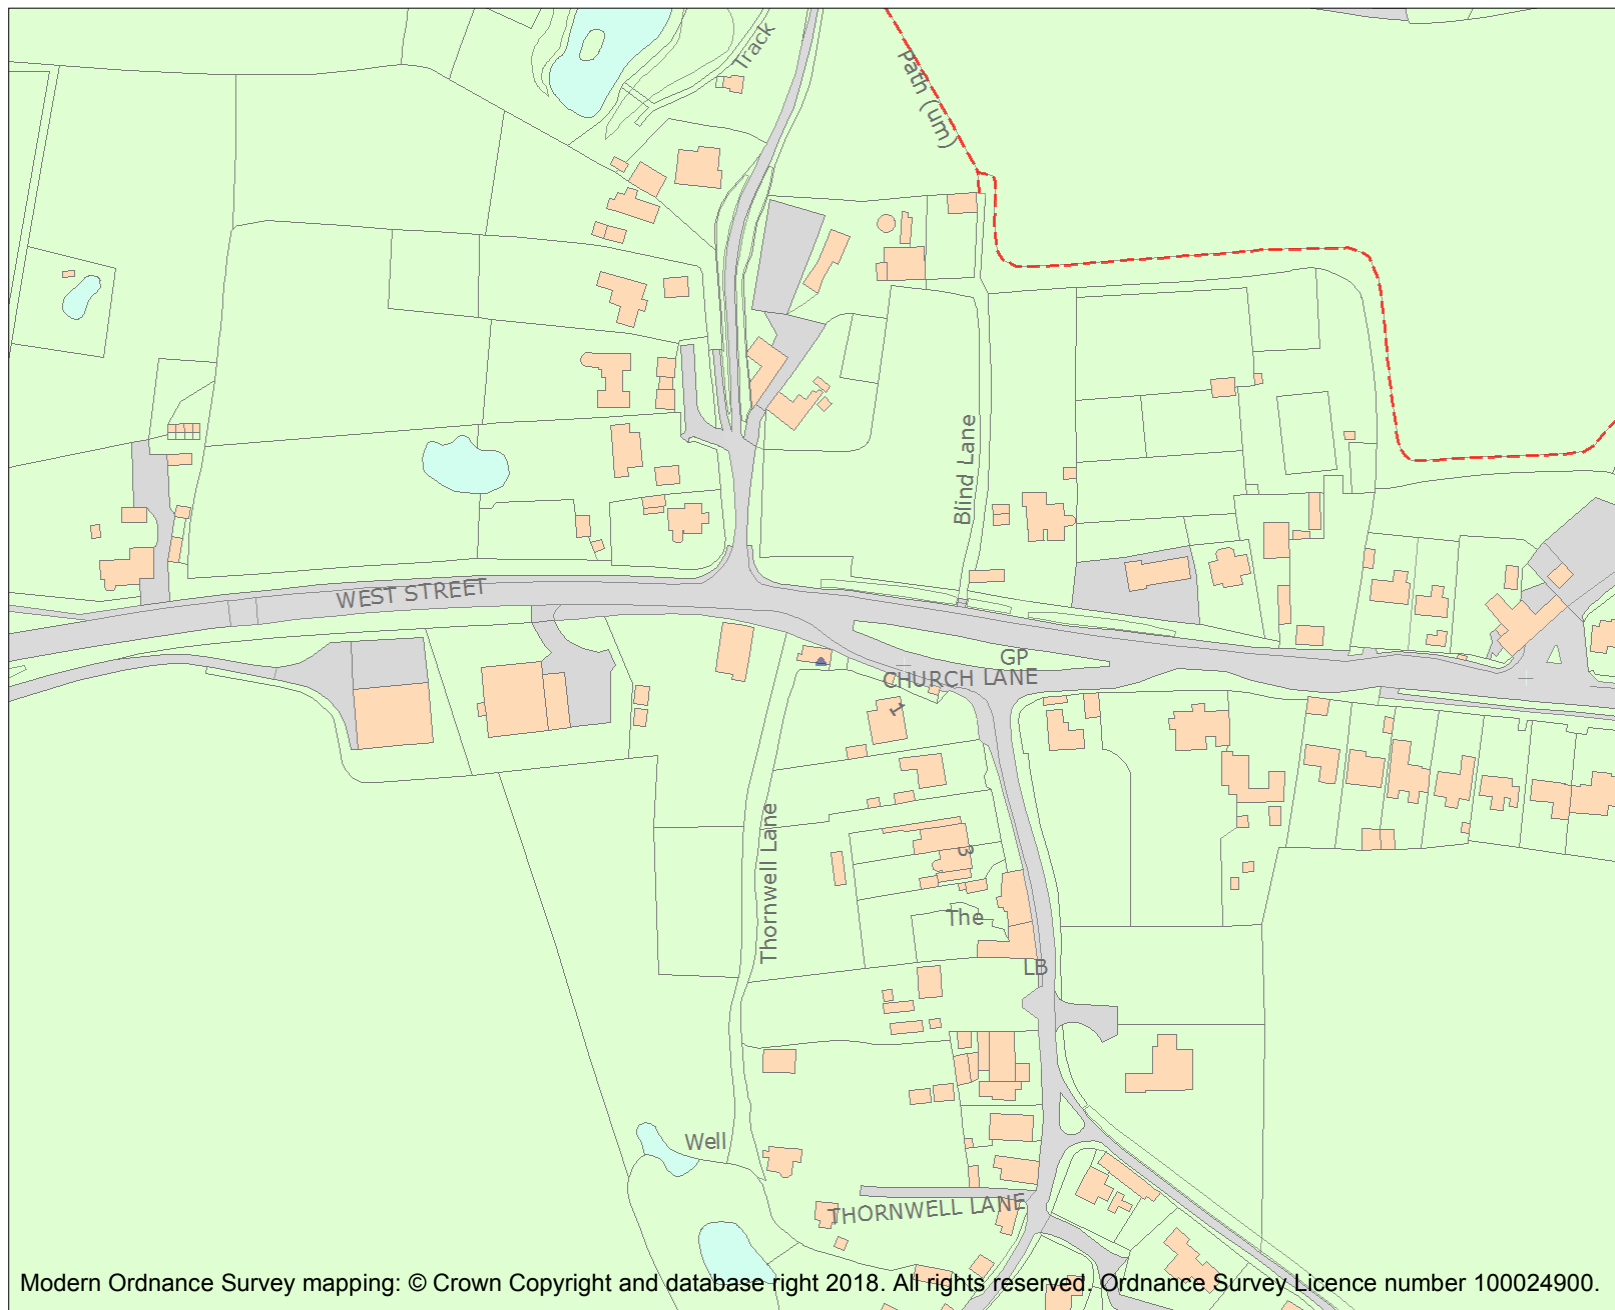 Track
Path (um)
Blind Lane
WEST STREET
GP
CHURCH LANE
1
Thornwell Lane
3
The
LB
Well
THORNWELL LANE
Modern Ordnance Survey mapping: © Crown Copyright and database right 2018. All rights reserved. Ordnance Survey Licence number 100024900.